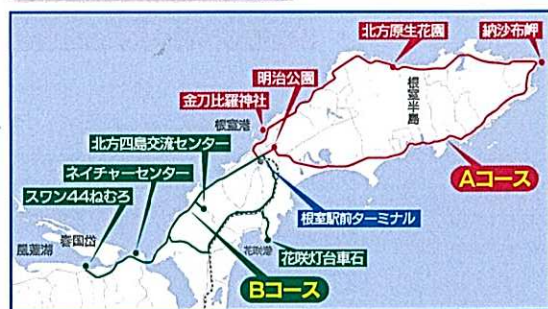 北方原生花園
納沙布岬
明治公園
金刀比羅神社
根室半島
根室港
北方四島交流センター
Aコース
ネイチャーセンター
スワン44ねむろ
根室駅前ターミナル
春国岱
風蓮湖
花咲港
花咲灯台車石
Bコース